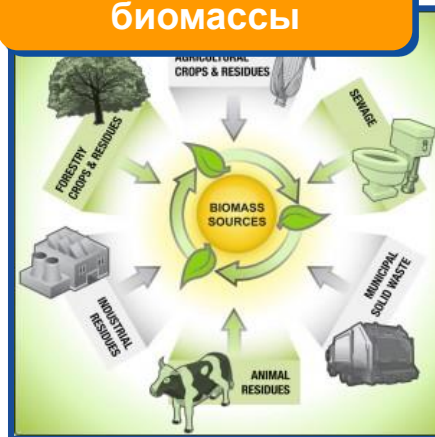 биомассы
AGRICULTURAL
CROPS & RESIDUES
SEWAGE
FORESTRY
CROPS & RESIDUES
BIOMASS
SOURCES
INDUSTRIAL
RESIDUES
MUNICIPAL
SOLID WASTE
ANIMAL
RESIDUES